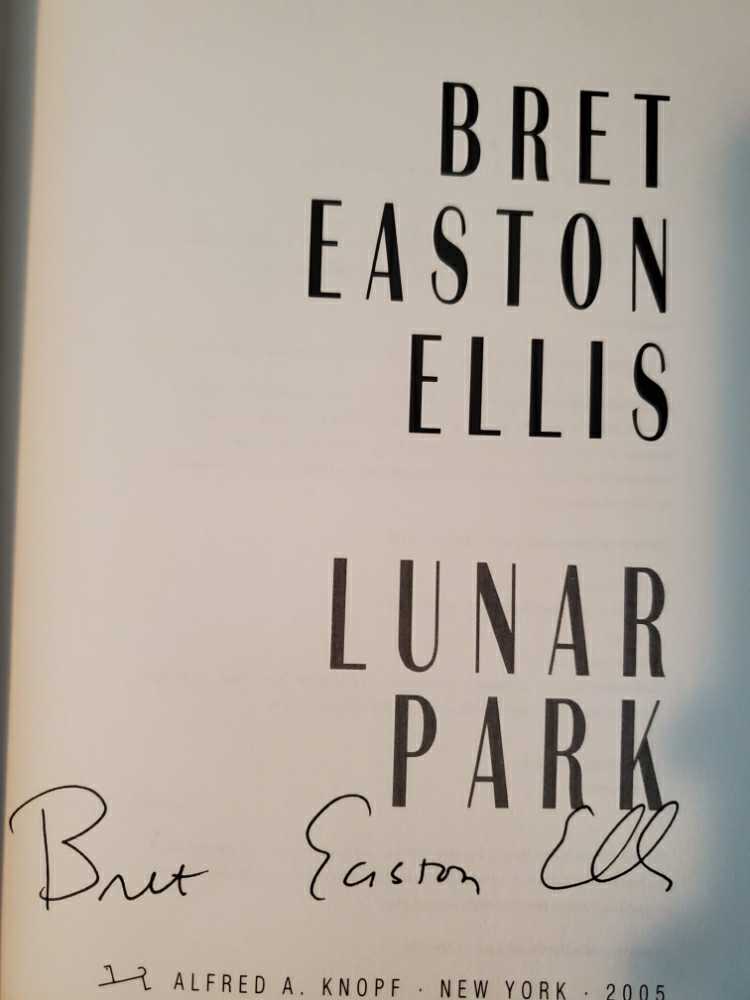 BRET
EASTON
ELLIS
LUNAR
PARK
Bret Easton Ellis
ALFRED A. KNOPF · NEW YORK · 2005